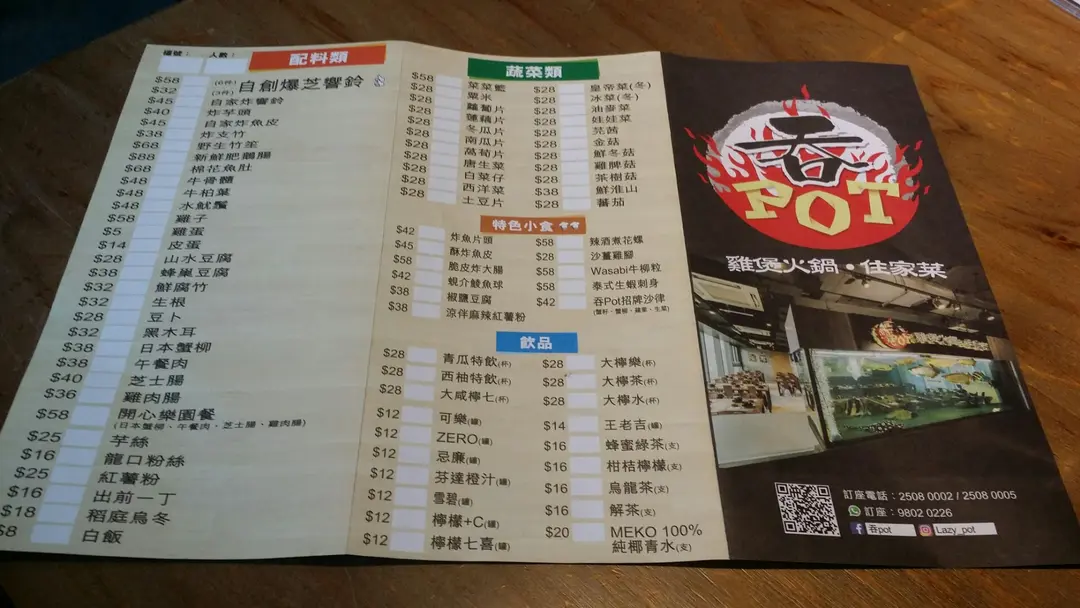 編號： 人數：
配料類
$58 (6件) 自創爆芝響鈴
$32 (3件)
$45 自家炸響鈴
$40 炸芋頭
$45 自家炸魚皮
$38 炸支竹
$68 野生竹笙
$88 新鮮肥鵝腸
$68 棉花魚肚
$48 牛骨髓
$48 牛柏葉
$48 水魷鬚
$58 雞子
$5 雞蛋
$14 皮蛋
$28 山水豆腐
$38 蜂巢豆腐
$32 鮮腐竹
$32 生根
$28 豆卜
$32 黑木耳
$38 日本蟹柳
$38 午餐肉
$40 芝士腸
$36 雞肉腸
$58 開心樂園餐
(日本蟹柳、午餐肉、芝士腸、雞肉腸)
$25 芋絲
$16 龍口粉絲
$25 紅薯粉
$16 出前一丁
$18 稻庭烏冬
$8 白飯
蔬菜類
$58 菜菜籃
$28 粟米
$28 蘿蔔片
$28 蓮藕片
$28 冬瓜片
$28 南瓜片
$28 萵筍片
$28 唐生菜
$28 白菜仔
$28 西洋菜
$28 土豆片
$28 皇帝菜(冬)
$28 冰菜(冬)
$28 油麥菜
$28 娃娃菜
$28 芫茜
$28 金菇
$28 鮮冬菇
$28 雞脾菇
$28 茶樹菇
$38 鮮淮山
$28 蕃茄
特色小食
$42 炸魚片頭
$45 酥炸魚皮
$58 脆皮炸大腸
$42 蜆介鯪魚球
$38 椒鹽豆腐
$38 涼伴麻辣紅薯粉
$58 辣酒煮花螺
$28 沙薑雞腳
$58 Wasabi牛柳粒
$58 泰式生蝦刺身
$42 吞Pot招牌沙律
飲品
$28 青瓜特飲(杯)
$28 西柚特飲(杯)
$28 大咸檸七(杯)
$12 可樂(罐)
$12 ZERO(罐)
$12 忌廉(罐)
$12 芬達橙汁(罐)
$12 雪碧(罐)
$12 檸檬+C(罐)
$12 檸檬七喜(罐)
$28 大檸樂(杯)
$28 大檸茶(杯)
$28 大檸水(杯)
$14 王老吉(罐)
$16 蜂蜜綠茶(支)
$16 柑桔檸檬(支)
$16 烏龍茶(支)
$16 解茶(支)
$20 MEKO 100%
純椰青水(支)
吞
POT
雞煲火鍋・住家菜
訂座電話：2508 0002 / 2508 0005
訂座：9802 0226
吞pot Lazy_pot